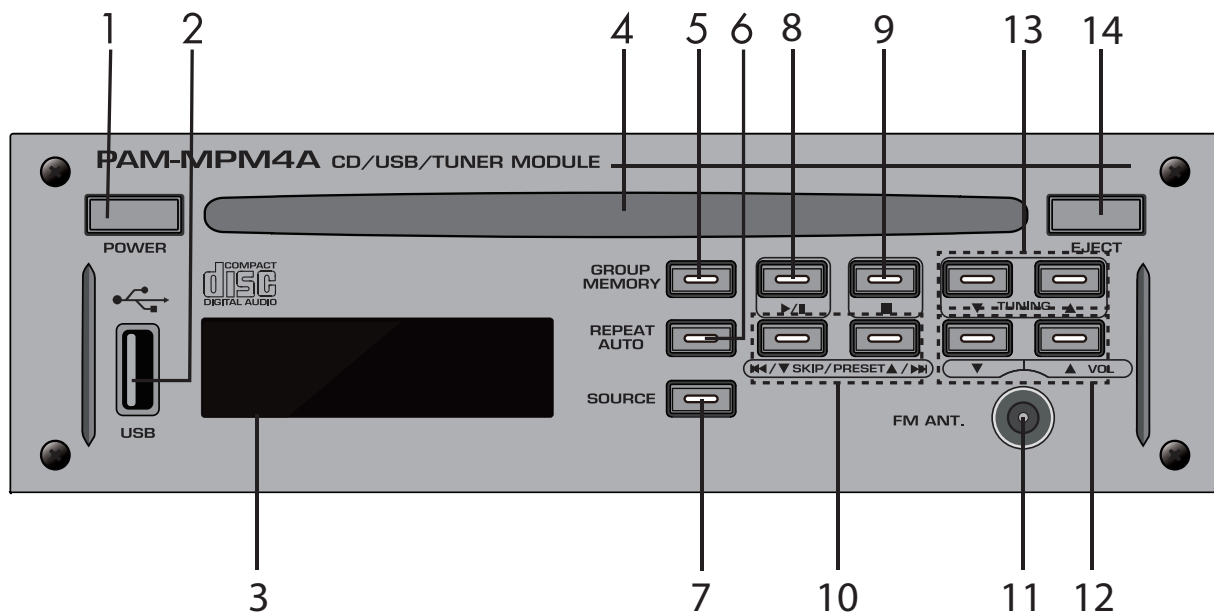 1 2 5 4 6 8 9 13 14
PAM-MPM4A CD/USB/TUNER MODULE
POWER
EJECT
COMPACT
disc
DIGITAL AUDIO
GROUP
MEMORY
▶/II
■
▼ TUNING ▲
REPEAT
AUTO
⏮/▼ SKIP/PRESET▲/⏭
▼ ▲ VOL
SOURCE
FM ANT.
USB
3 7 10 11 12